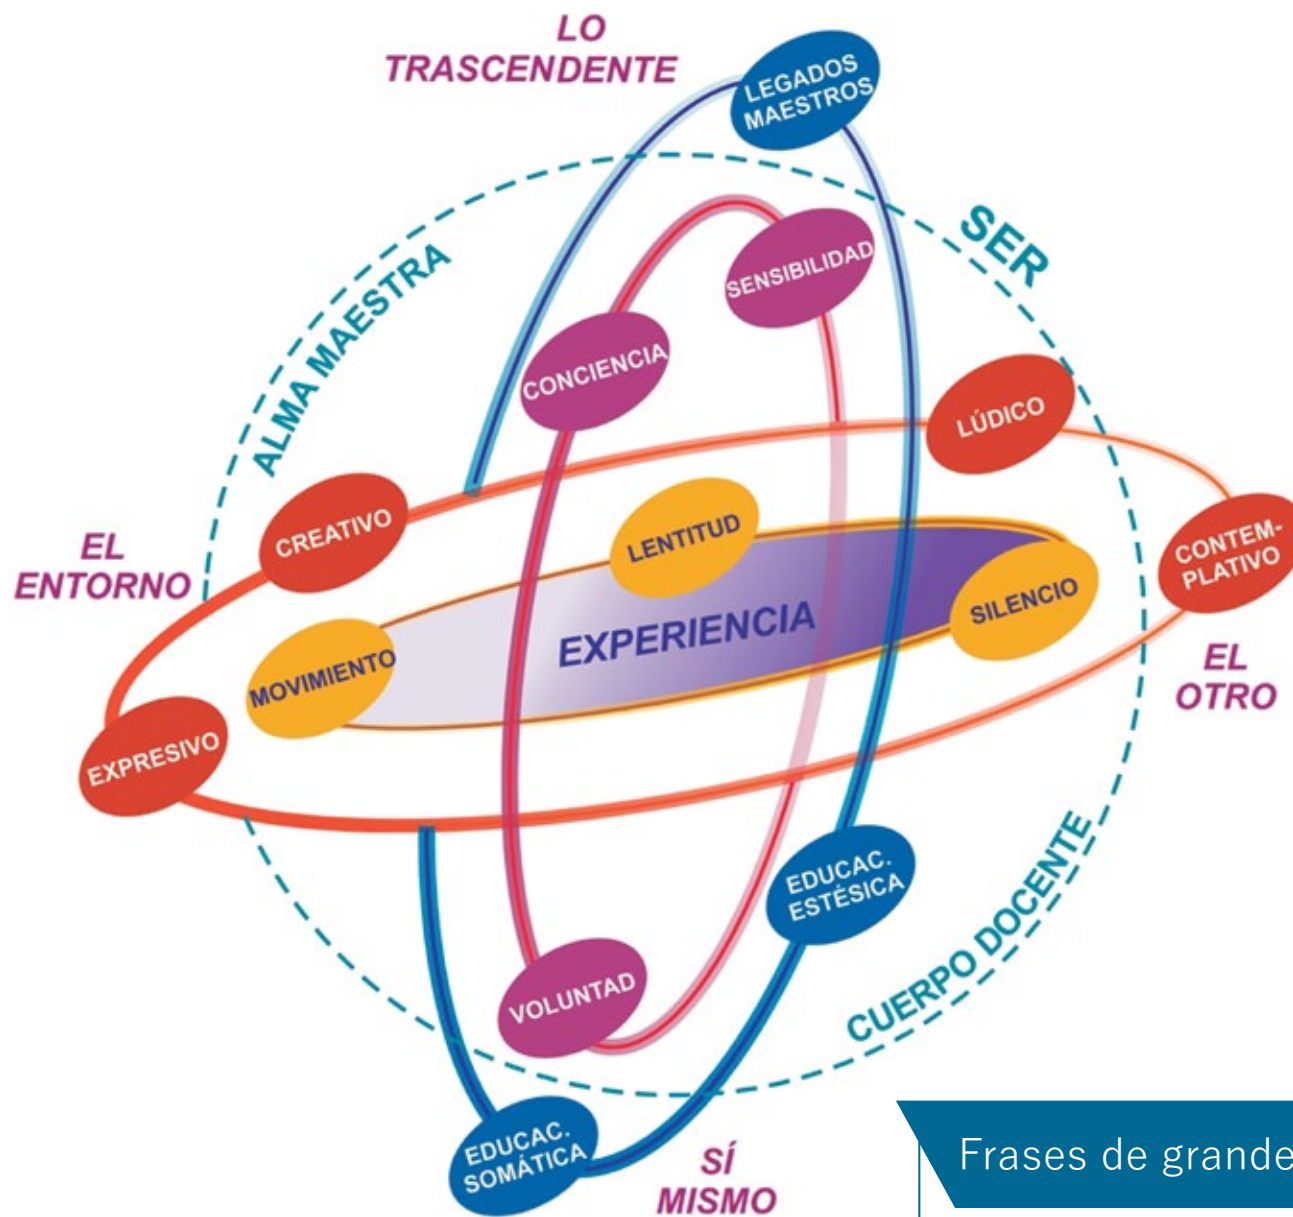 LO
TRASCENDENTE
LEGADOS
MAESTROS
SER
ALMA MAESTRA
SENSIBILIDAD
CONCIENCIA
LÚDICO
CREATIVO
LENTITUD
EL
ENTORNO
CONTEM-
PLATIVO
EXPERIENCIA
SILENCIO
MOVIMIENTO
EL
OTRO
EXPRESIVO
EDUCAC.
ESTÉSICA
CUERPO DOCENTE
VOLUNTAD
EDUCAC.
SOMÁTICA
SÍ
MISMO
Frases de grande